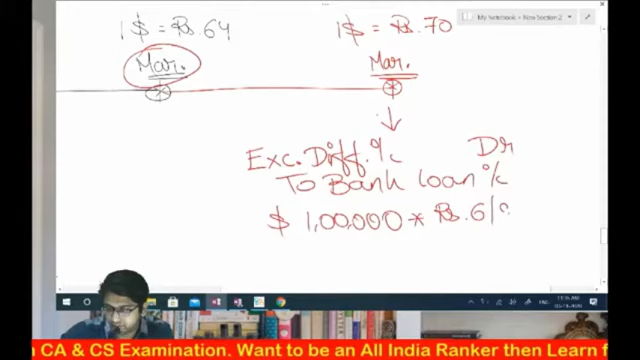 My Notebook > New Section 2
1$ = Rs. 64
1$ = Rs. 70
Mar.
Mar.
Exc. Diff. a/c Dr
To Bank loan a/c
$ 1,00,000 * Rs. 6/
n CA & CS Examination. Want to be an All India Ranker then Learn f